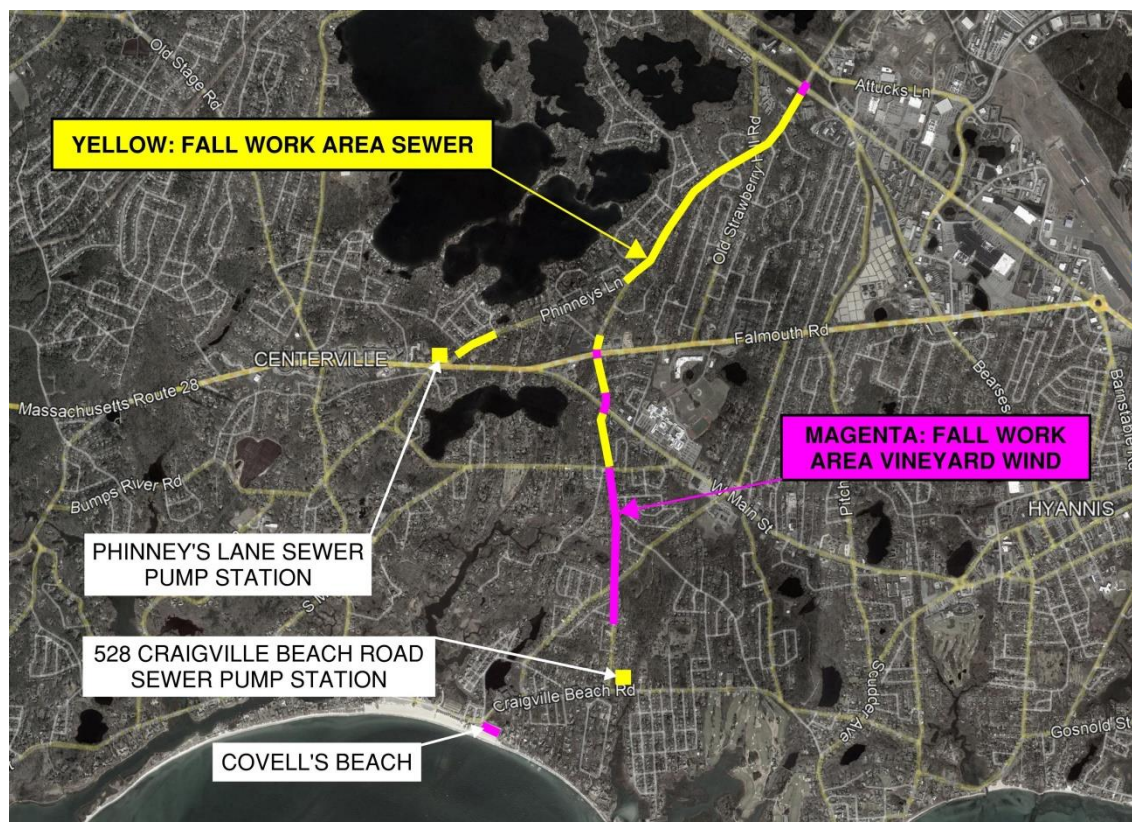 Old Stage Rd
Attucks Ln
YELLOW: FALL WORK AREA SEWER
Old Strawberry Hill Rd
Phinneys Ln
Falmouth Rd
CENTERVILLE
Massachusetts Route 28
Bearses
Barnstable Rd
MAGENTA: FALL WORK
AREA VINEYARD WIND
Bumps River Rd
W Main St
Pitch
HYANNIS
PHINNEY'S LANE SEWER
PUMP STATION
S M
528 CRAIGVILLE BEACH ROAD
SEWER PUMP STATION
Craigville Beach Rd
Scudder Ave
Gosnold St
COVELL'S BEACH